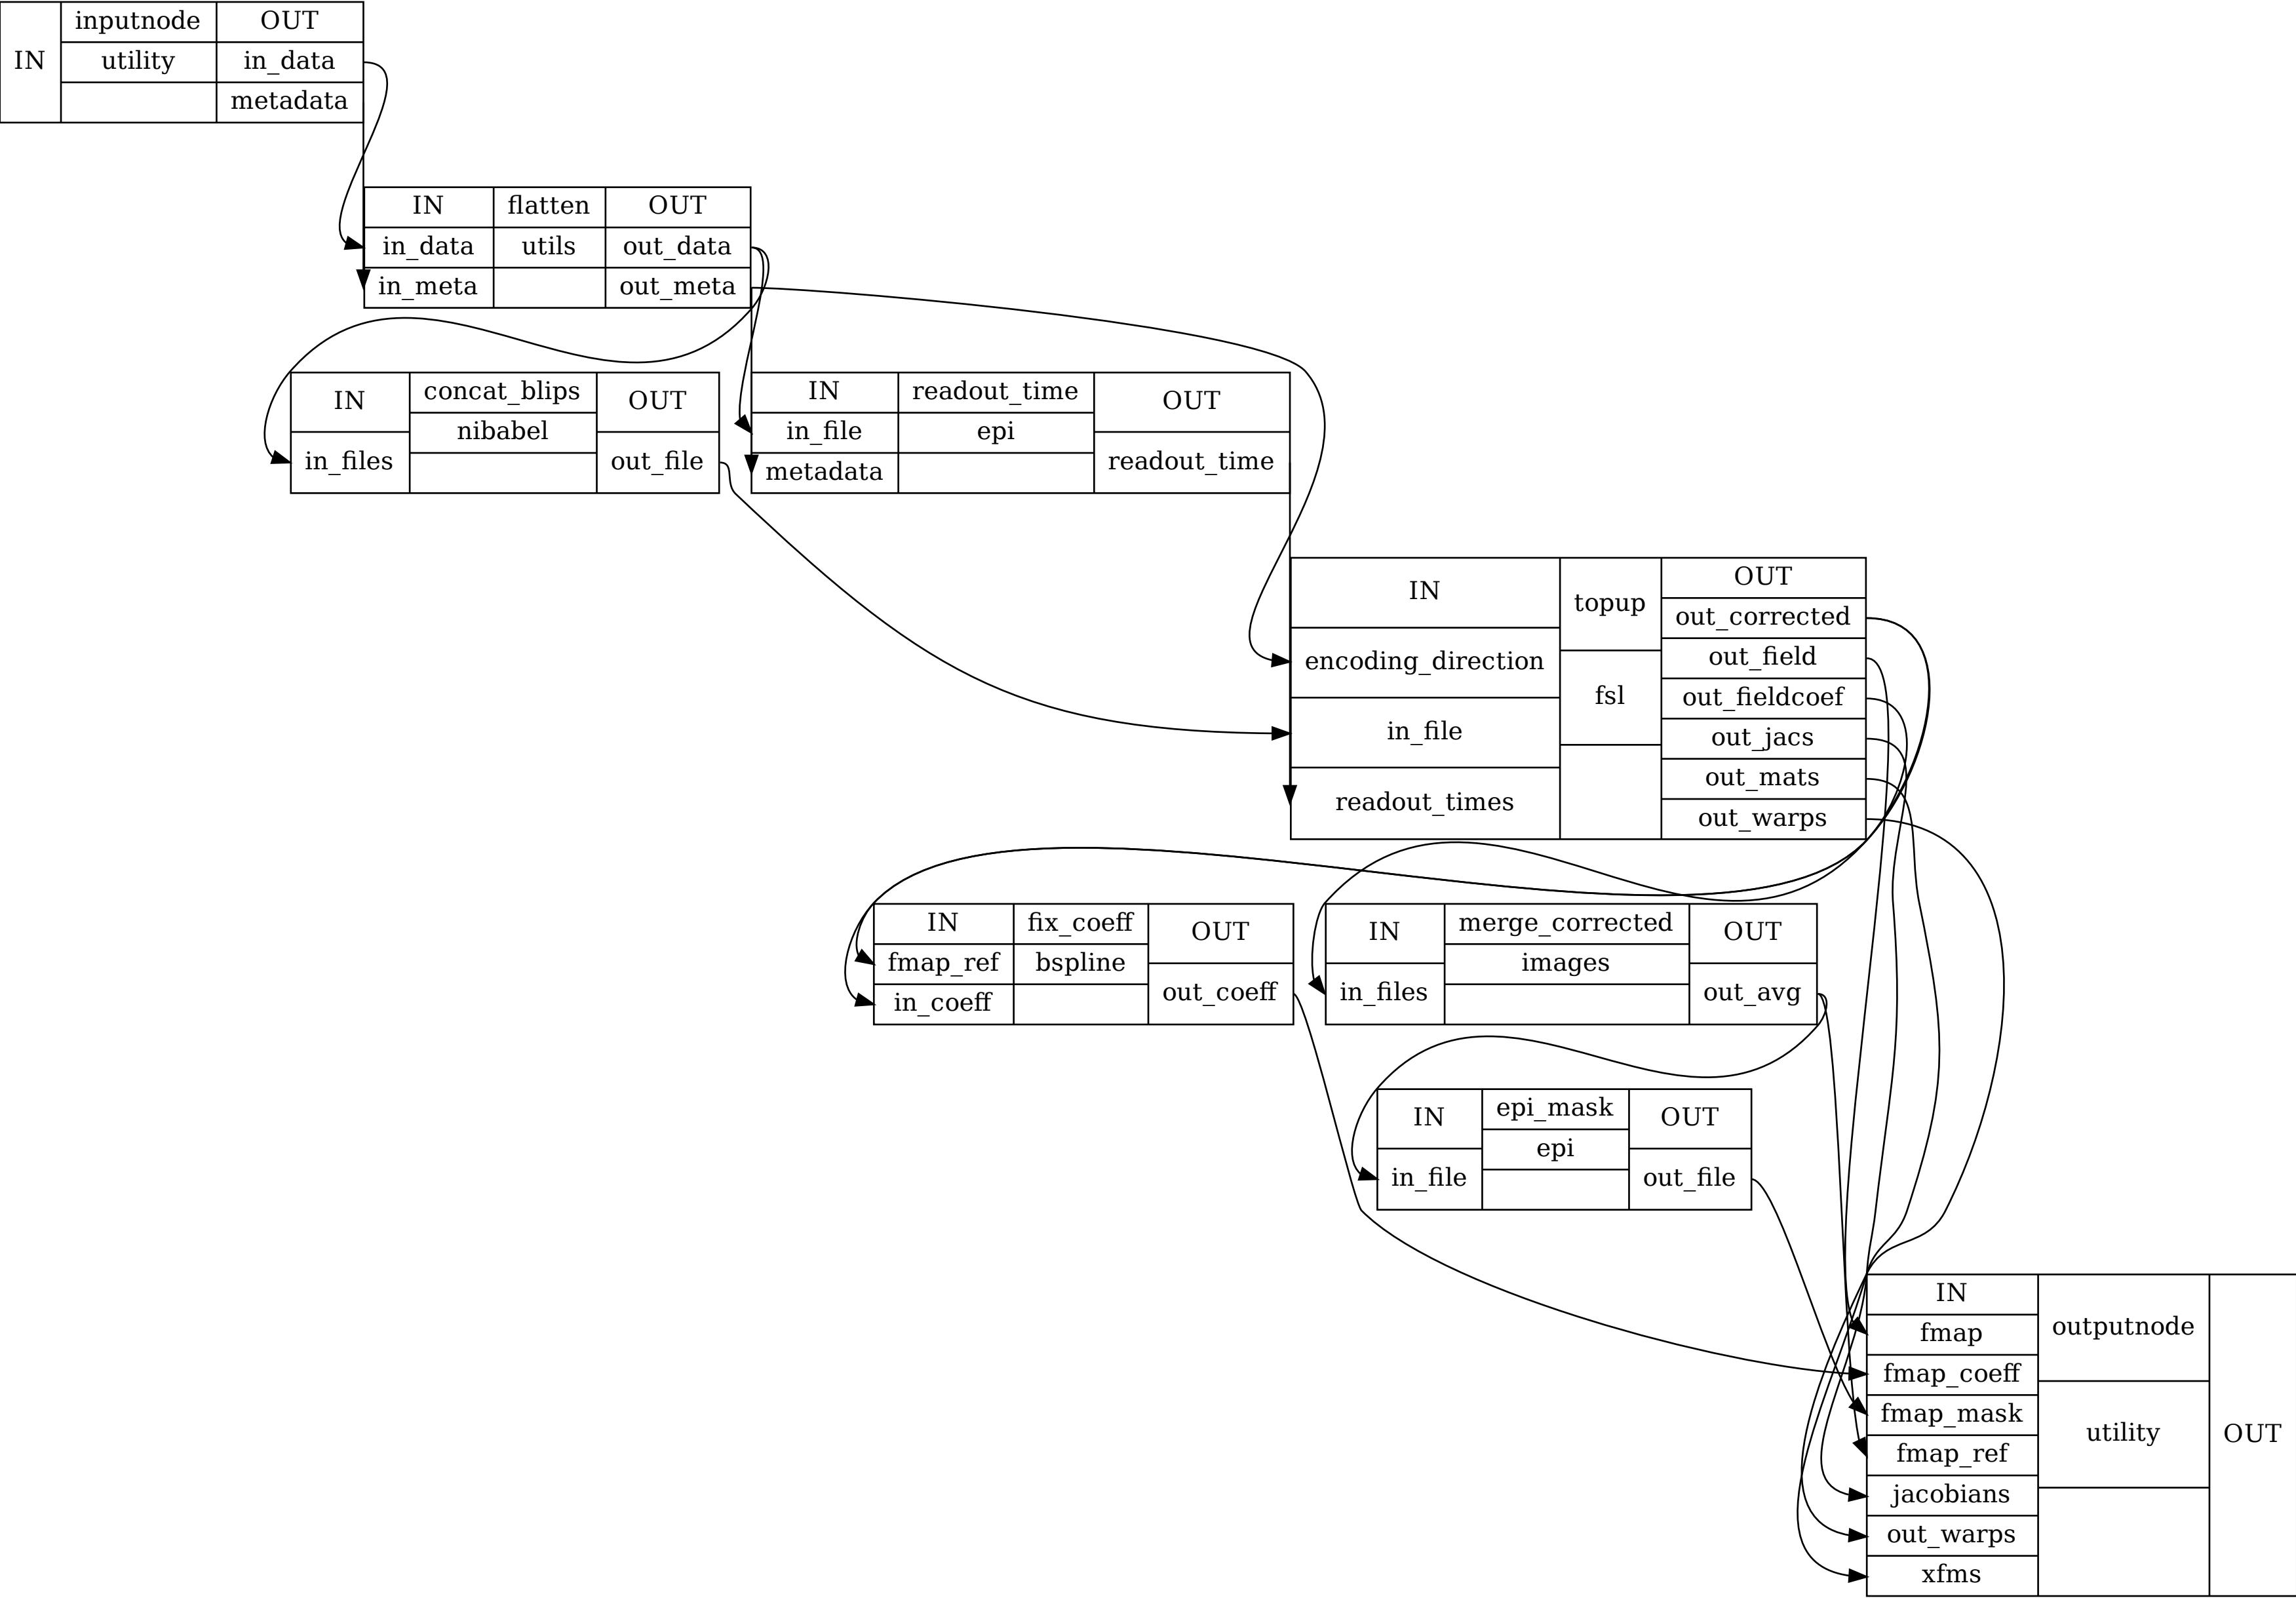 IN
inputnode
OUT
utility
in_data
metadata
IN
flatten
OUT
in_data
utils
out_data
in_meta
out_meta
IN
concat_blips
OUT
nibabel
in_files
out_file
IN
readout_time
OUT
in_file
epi
metadata
readout_time
IN
topup
OUT
out_corrected
encoding_direction
out_field
fsl
out_fieldcoef
in_file
out_jacs
out_mats
readout_times
out_warps
IN
fix_coeff
OUT
fmap_ref
bspline
in_coeff
out_coeff
IN
merge_corrected
OUT
images
in_files
out_avg
IN
epi_mask
OUT
epi
in_file
out_file
IN
outputnode
fmap
fmap_coeff
fmap_mask
utility
OUT
fmap_ref
jacobians
out_warps
xfms